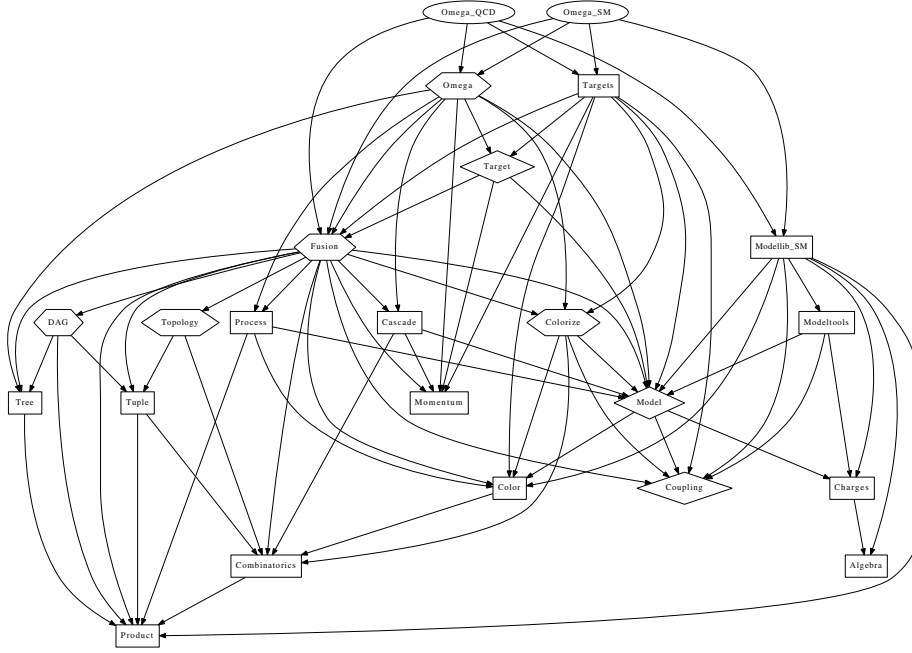 Omega_QCD
Omega_SM
Omega
Targets
Target
Fusion
Modellib_SM
DAG
Topology
Process
Cascade
Colorize
Modeltools
Tree
Tuple
Momentum
Model
Color
Coupling
Charges
Combinatorics
Algebra
Product